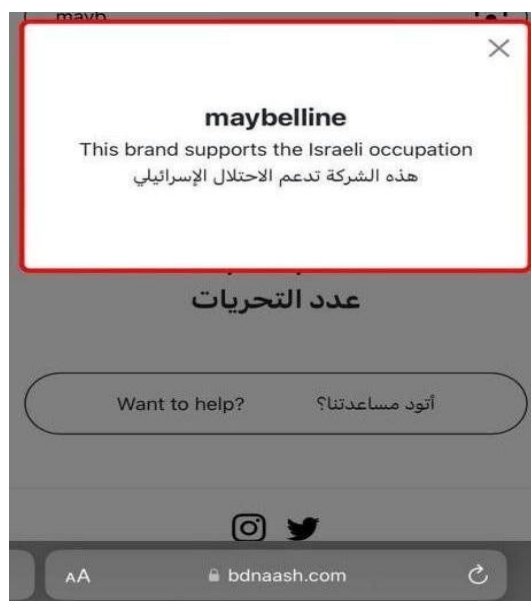 mayb
maybelline
This brand supports the Israeli occupation
هذه الشركة تدعم الاحتلال الإسرائيلي
عدد التحريات
Want to help? أتود مساعدتنا؟
AA bdnaash.com